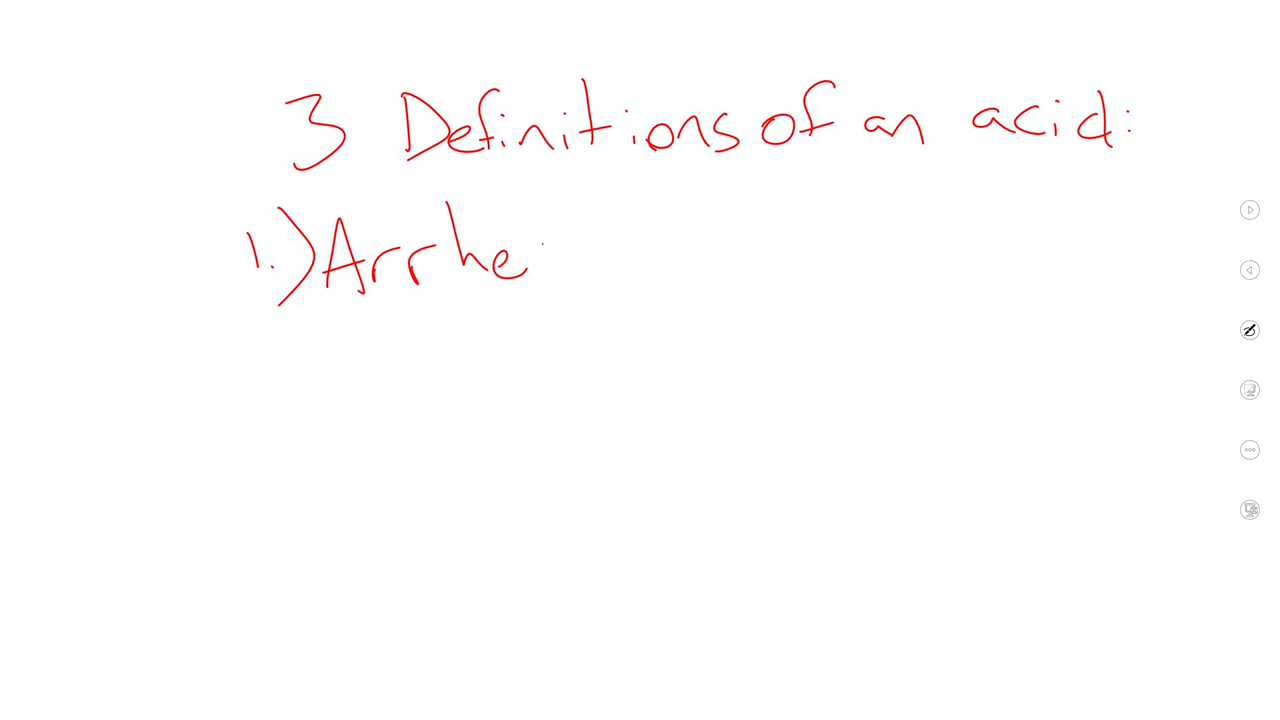 3 Definitions of an acid:
1.) Arrhe